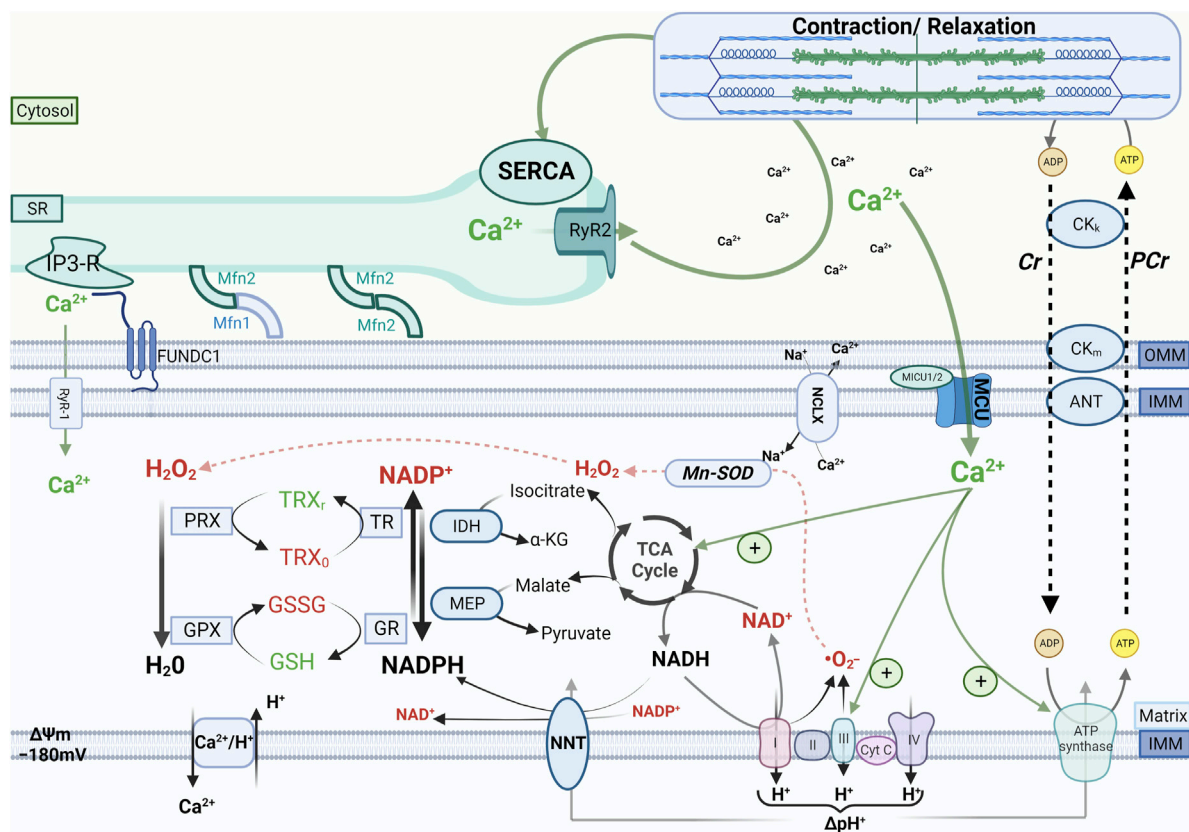 Contraction/ Relaxation
Cytosol
SERCA
Ca²⁺
Ca²⁺
Ca²⁺
Ca²⁺
Ca²⁺
Ca²⁺
Ca²⁺
Ca²⁺
ADP
ATP
SR
Ca²⁺
RyR2
CKₖ
IP3-R
Mfn2
Mfn2
Cr
PCr
Ca²⁺
Mfn1
Mfn2
FUNDC1
Na⁺
Ca²⁺
CKₘ
OMM
RyR-1
NCLX
MICU1/2
MCU
ANT
IMM
Ca²⁺
H₂O₂
NADP⁺
H₂O₂
Mn-SOD
Na⁺
Ca²⁺
Ca²⁺
PRX
TRXᵣ
TR
TRX₀
IDH
Isocitrate
α-KG
TCA
Cycle
+
GPX
GSSG
GR
GSH
MEP
Malate
Pyruvate
NAD⁺
H₂0
NADPH
NADH
•O₂⁻
+
+
ADP
ATP
H⁺
NAD⁺
NADP⁺
Matrix
ΔΨm
−180mV
Ca²⁺/H⁺
NNT
I
II
III
Cyt C
IV
ATP
synthase
IMM
Ca²⁺
H⁺
H⁺
H⁺
ΔpH⁺